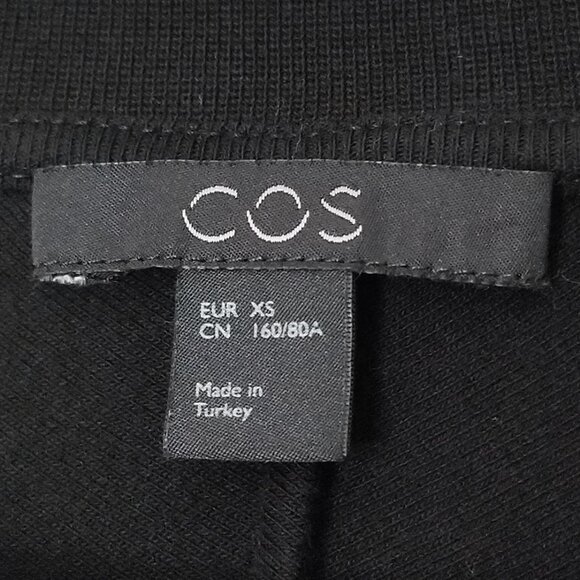 COS
EUR XS
CN 160/80A
Made in
Turkey